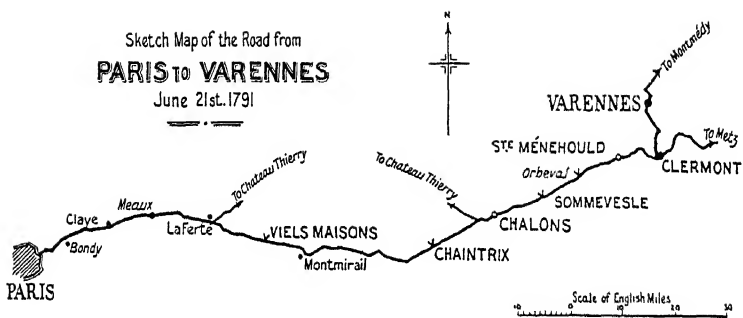 Sketch Map of the Road from
PARIS TO VARENNES
June 21st. 1791
N
To Montmédy
VARENNES
STE MÉNEHOULD
To Metz
Orbeval
CLERMONT
To Chateau Thierry
To Chateau Thierry
SOMMEVESLE
Meaux
Claye
LaFerté
CHALONS
VIELS MAISONS
Bondy
CHAINTRIX
Montmirail
PARIS
Scale of English Miles
10 0 10 20 30